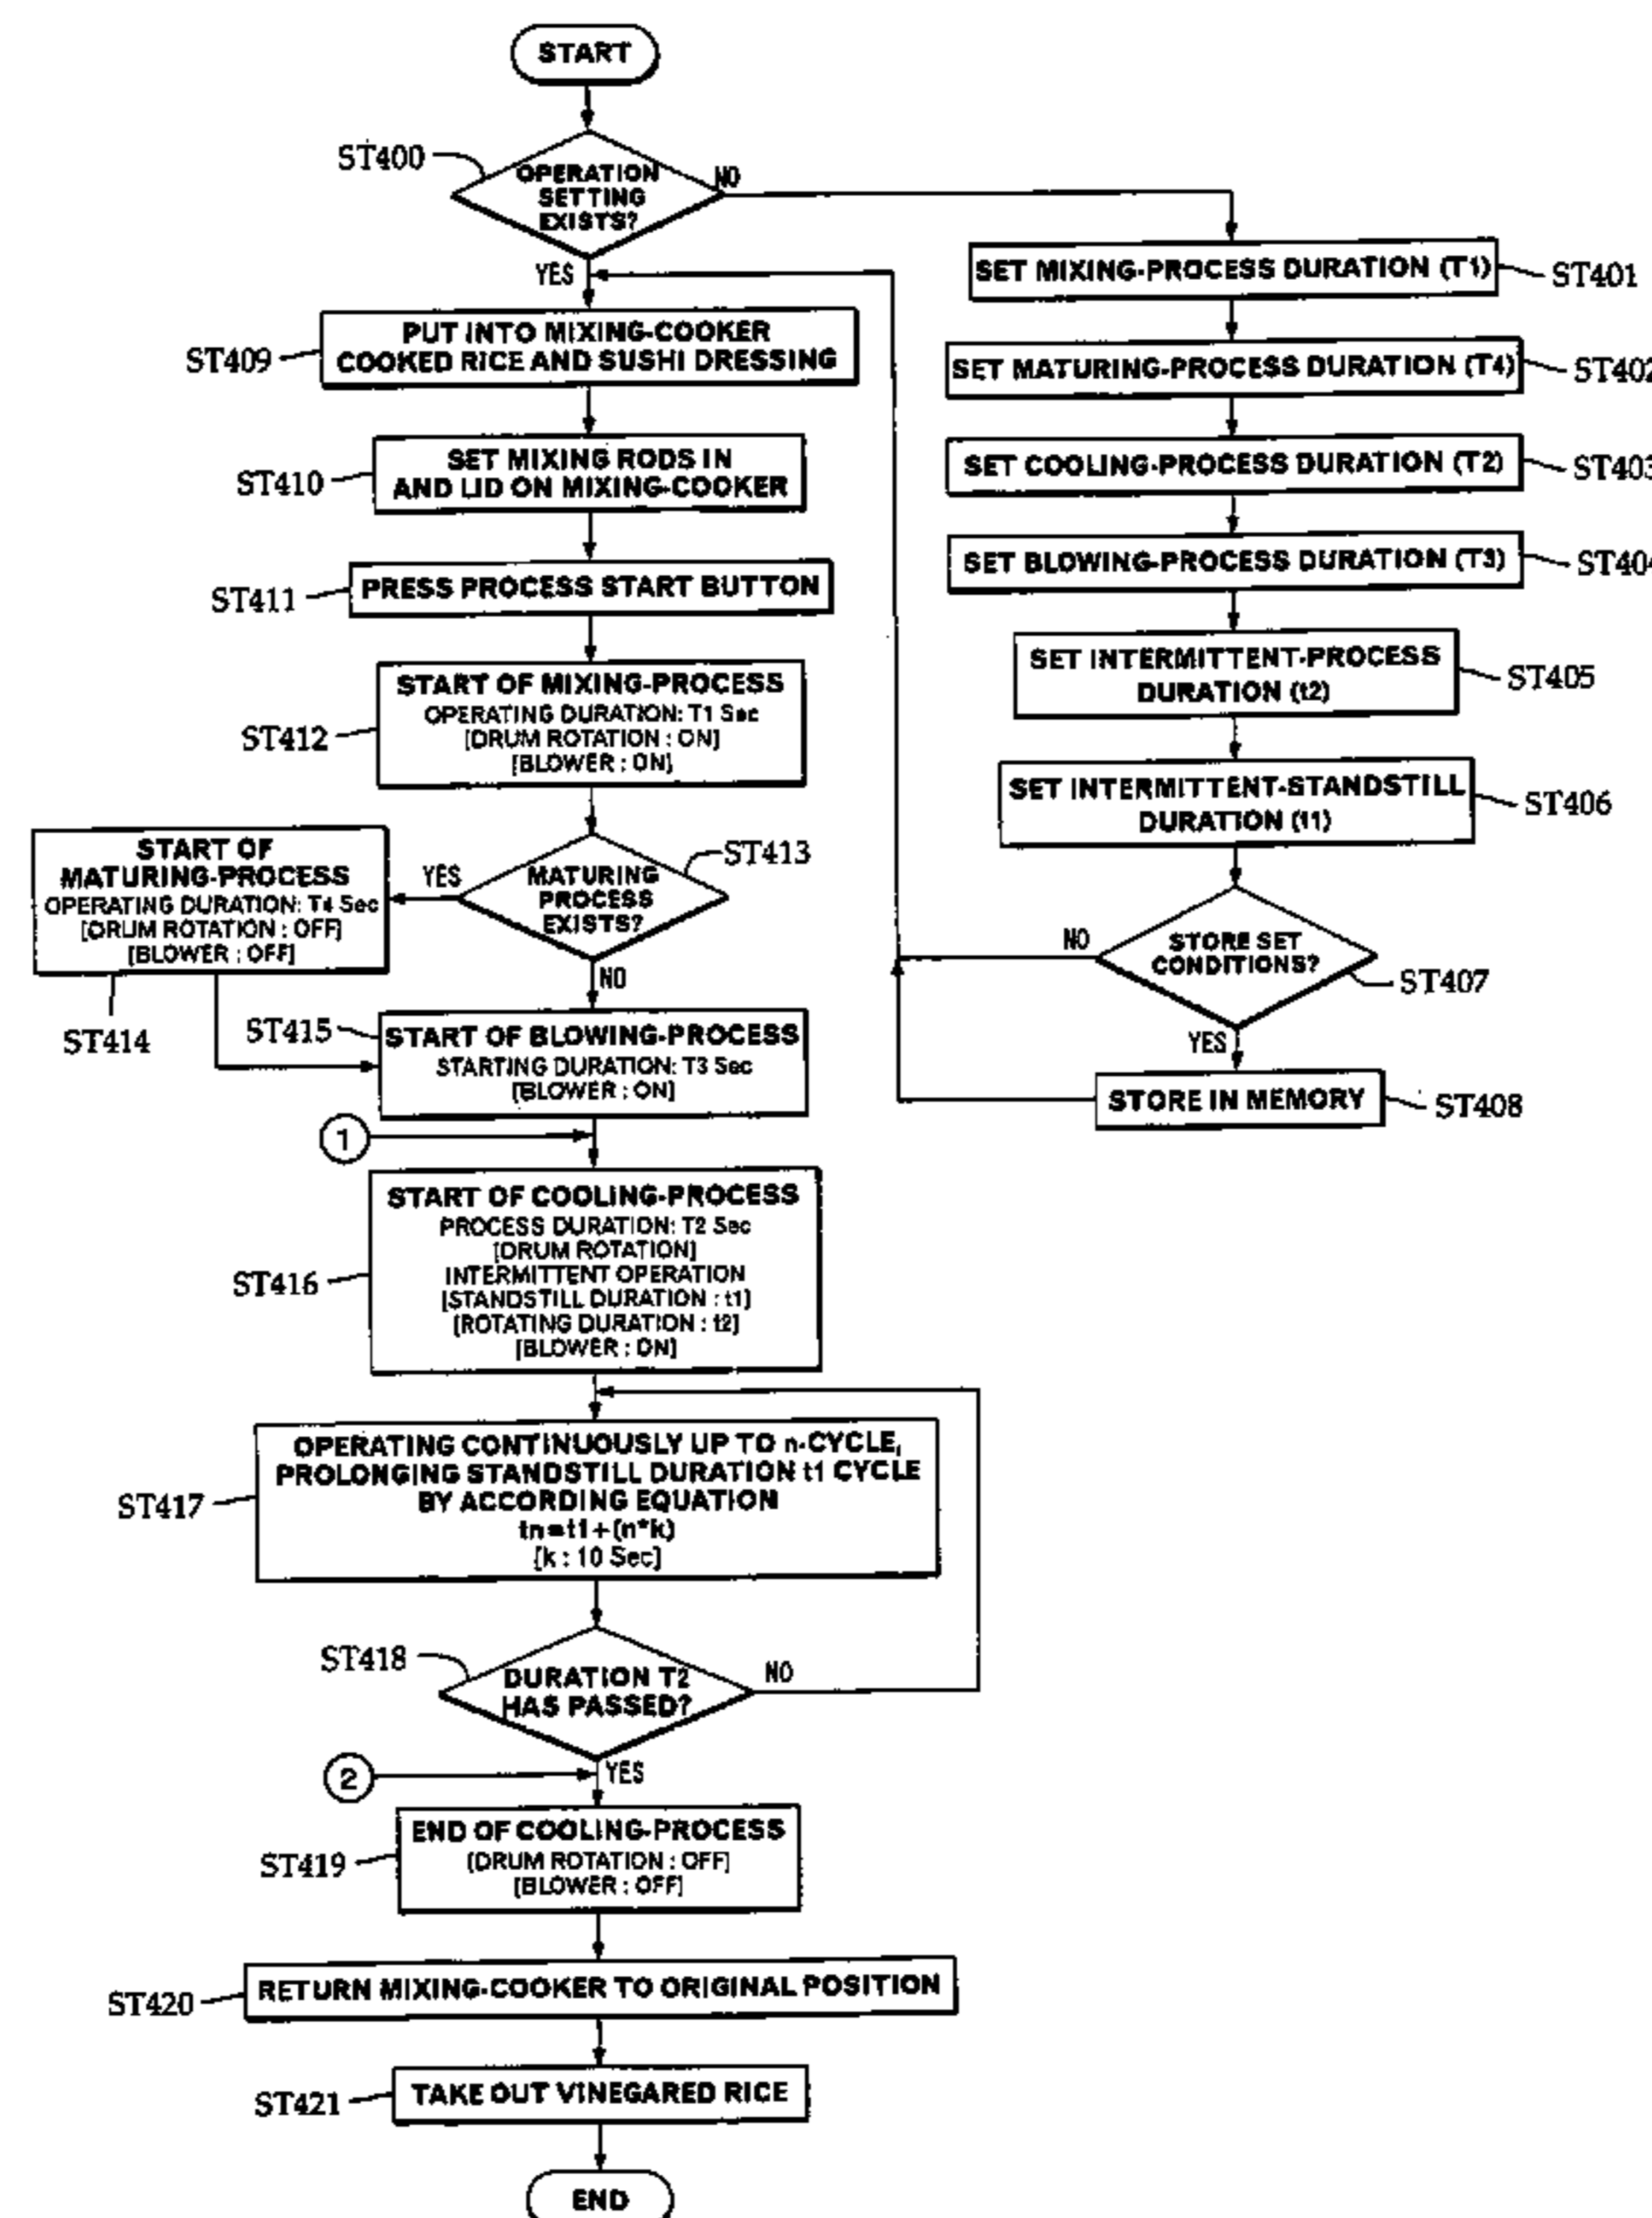 START
ST400
OPERATION
SETTING
EXISTS?
NO
YES
SET MIXING-PROCESS DURATION (T1)
ST401
SET MATURING-PROCESS DURATION (T4)
ST402
SET COOLING-PROCESS DURATION (T2)
ST403
SET BLOWING-PROCESS DURATION (T3)
ST404
SET INTERMITTENT-PROCESS
DURATION (t2)
ST405
SET INTERMITTENT-STANDSTILL
DURATION (t1)
ST406
STORE SET
CONDITIONS?
ST407
NO
YES
STORE IN MEMORY
ST408
ST409
PUT INTO MIXING-COOKER
COOKED RICE AND SUSHI DRESSING
ST410
SET MIXING RODS IN
AND LID ON MIXING-COOKER
ST411
PRESS PROCESS START BUTTON
ST412
START OF MIXING-PROCESS
OPERATING DURATION: T1 Sec
[DRUM ROTATION : ON]
[BLOWER : ON]
ST413
MATURING
PROCESS
EXISTS?
YES
NO
START OF
MATURING-PROCESS
OPERATING DURATION: T4 Sec
[DRUM ROTATION : OFF]
[BLOWER : OFF]
ST414
ST415
START OF BLOWING-PROCESS
STARTING DURATION: T3 Sec
[BLOWER : ON]
1
ST416
START OF COOLING-PROCESS
PROCESS DURATION: T2 Sec
[DRUM ROTATION]
INTERMITTENT OPERATION
[STANDSTILL DURATION : t1]
[ROTATING DURATION : t2]
[BLOWER : ON]
ST417
OPERATING CONTINUOUSLY UP TO n-CYCLE,
PROLONGING STANDSTILL DURATION t1 CYCLE
BY ACCORDING EQUATION
tn=t1+(n*k)
[k : 10 Sec]
ST418
DURATION T2
HAS PASSED?
NO
YES
2
ST419
END OF COOLING-PROCESS
[DRUM ROTATION : OFF]
[BLOWER : OFF]
ST420
RETURN MIXING-COOKER TO ORIGINAL POSITION
ST421
TAKE OUT VINEGARED RICE
END